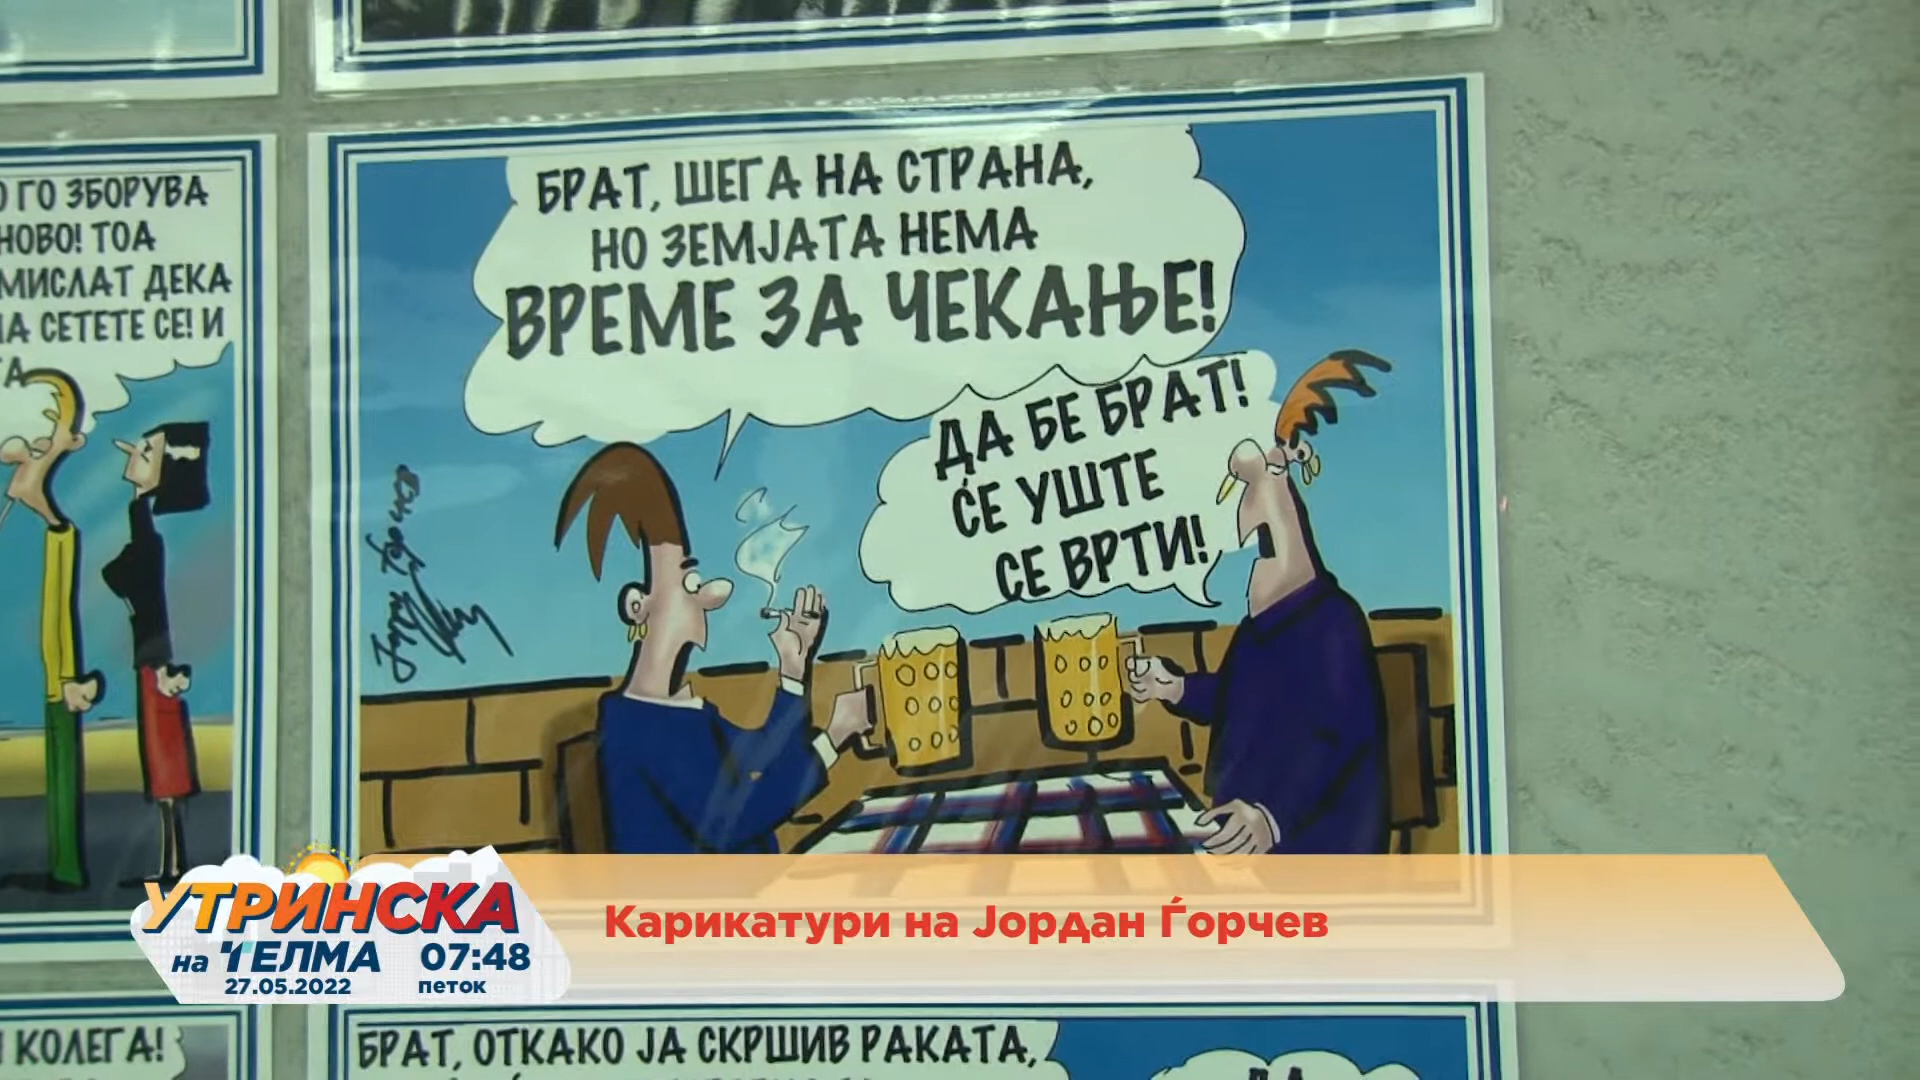 О ГО ЗБОРУВА
НОВО! ТОА
МИСЛАТ ДЕКА
СЕТЕТЕ СЕ! И
БРАТ, ШЕГА НА СТРАНА,
НО ЗЕМЈАТА НЕМА
ВРЕМЕ ЗА ЧЕКАЊЕ!
ДА БЕ БРАТ!
ЌЕ УШТЕ
СЕ ВРТИ!
УТРИНСКА
на ТЕЛМА
07:48
27.05.2022
петок
Карикатури на Јордан Ѓорчев
КОЛЕГА!
БРАТ, ОТКАКО ЈА СКРШИВ РАКАТА,